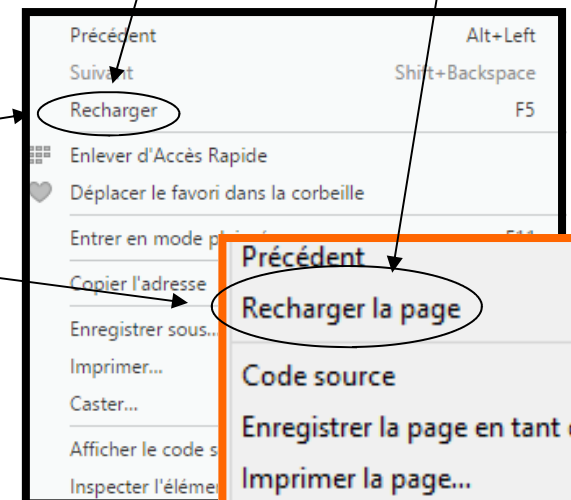 Précédent Alt+Left
Suivant Shift+Backspace
Recharger F5
Enlever d'Accès Rapide
Déplacer le favori dans la corbeille
Entrer en mode
Copier l'adresse
Enregistrer sous...
Imprimer...
Caster...
Afficher le code
Inspecter
Précédent
Recharger la page
Code source
Enregistrer la page en tant
Imprimer la page...